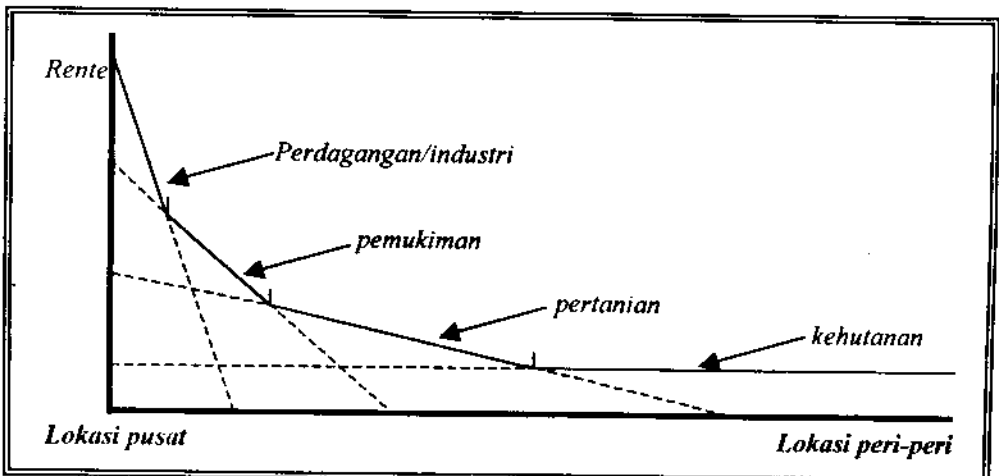 Rente
Perdagangan/industri
pemukiman
pertanian
kehutanan
Lokasi pusat
Lokasi peri-peri